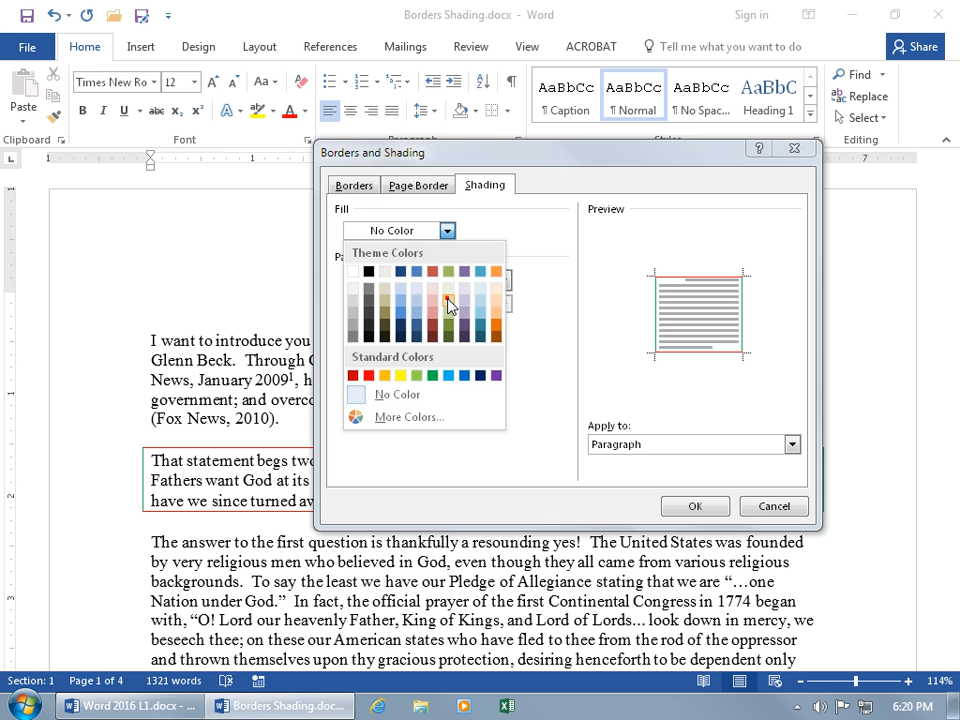 Borders Shading.docx - Word
Sign in
File
Home
Insert
Design
Layout
References
Mailings
Review
View
ACROBAT
Tell me what you want to do
Share
Paste
Times New Ro
12
Aa
B I U abc x₂ x²
A
AaBbCc
¶ Caption
AaBbCc
¶ Normal
AaBbCc
¶ No Spac...
AaBbC
Heading 1
Find
Replace
Select
Clipboard
Font
Editing
1
1
7
Borders and Shading
Borders
Page Border
Shading
Fill
No Color
Theme Colors
Standard Colors
No Color
More Colors...
Preview
Apply to:
Paragraph
OK
Cancel
I want to introduce you
Glenn Beck. Through
News, January 2009¹, h
government; and overco
(Fox News, 2010).
That statement begs two
Fathers want God at its
have we since turned aw
The answer to the first question is thankfully a resounding yes! The United States was founded
by very religious men who believed in God, even though they all came from various religious
backgrounds. To say the least we have our Pledge of Allegiance stating that we are “…one
Nation under God.” In fact, the official prayer of the first Continental Congress in 1774 began
with, “O! Lord our heavenly Father, King of Kings, and Lord of Lords... look down in mercy, we
beseech thee; on these our American states who have fled to thee from the rod of the oppressor
and thrown themselves upon thy gracious protection, desiring henceforth to be dependent only
Section: 1
Page 1 of 4
1321 words
114%
Word 2016 L1.docx - ...
Borders Shading.doc...
6:20 PM